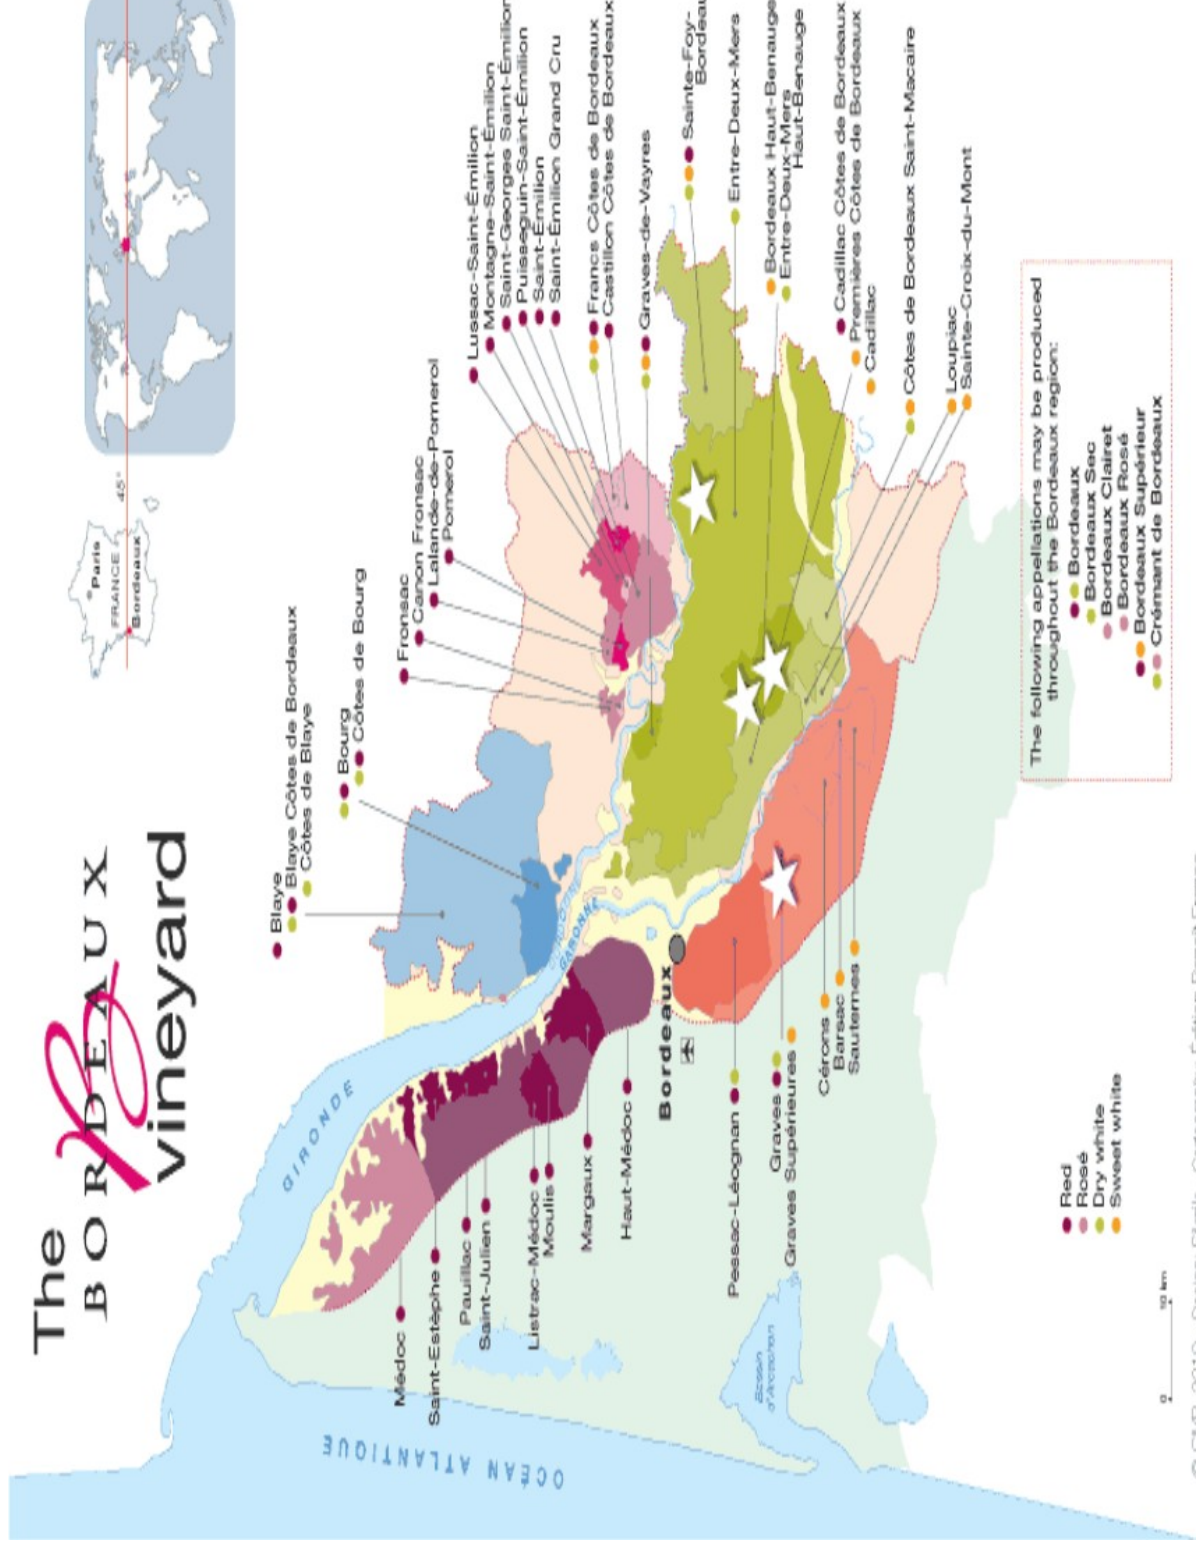 The
BORDEAUX
B
vineyard
Paris
FRANCE
45°
Bordeaux
Blaye
Blaye Côtes de Bordeaux
Côtes de Blaye
Bourg
Côtes de Bourg
Fronsac
Canon Fronsac
Lalande-de-Pomerol
Pomerol
Lussac-Saint-Émilion
Montagne-Saint-Émilion
Saint-Georges Saint-Émilion
Puisseguin-Saint-Émilion
Saint-Émilion
Saint-Émilion Grand Cru
Francs Côtes de Bordeaux
Castillon Côtes de Bordeaux
Graves-de-Vayres
Sainte-Foy-
Bordeau
Entre-Deux-Mers
Bordeaux Haut-Benauge
Entre-Deux-Mers
Haut-Benauge
Cadillac Côtes de Bordeaux
Premières Côtes de Bordeaux
Cadillac
Côtes de Bordeaux Saint-Macaire
Loupiac
Sainte-Croix-du-Mont
GIRONDE
DORDOGNE
GARONNE
Bordeaux
Médoc
Saint-Estèphe
Pauillac
Saint-Julien
Listrac-Médoc
Moulis
Margaux
Haut-Médoc
Pessac-Léognan
Graves
Graves Supérieures
Cérons
Barsac
Sauternes
OCÉAN ATLANTIQUE
Bassin
d'Arcachon
The following appellations may be produced
throughout the Bordeaux region:
Bordeaux
Bordeaux Sec
Bordeaux Clairet
Bordeaux Rosé
Bordeaux Supérieur
Crémant de Bordeaux
Red
Rosé
Dry white
Sweet white
0 10 km